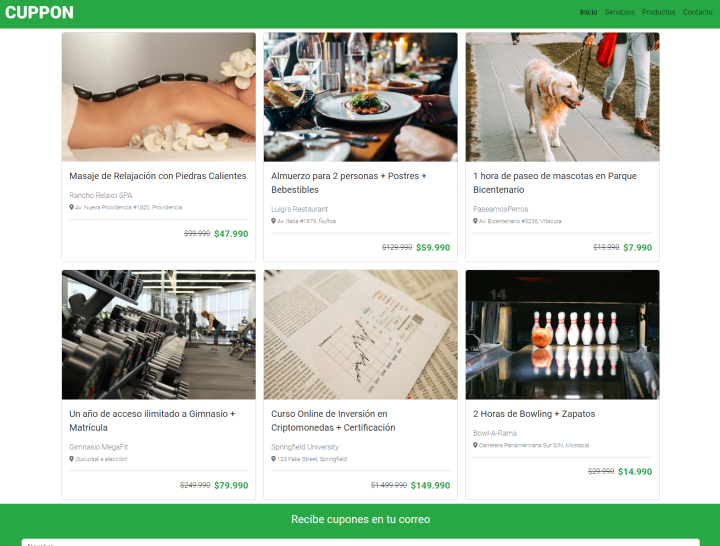 CUPPON
Inicio Servicios Productos Contacto
Masaje de Relajación con Piedras Calientes
Rancho Relaxo SPA.
Av. Nueva Providencia #1820, Providencia
$99.990 $47.990
Almuerzo para 2 personas + Postres +
Bebestibles
Luigi's Restaurant
Av. Italia #1679, Ñuñoa
$129.990 $59.990
1 hora de paseo de mascotas en Parque
Bicentenario
PaseamosPerros
Av. Bicentenario #3236, Vitacura
$19.990 $7.990
Un año de acceso ilimitado a Gimnasio +
Matrícula
Gimnasio MegaFit
¡Sucursal a elección!
$249.990 $79.990
Curso Online de Inversión en
Criptomonedas + Certificación
Springfield University
123 Fake Street, Springfield
$1.499.990 $149.990
14
2 Horas de Bowling + Zapatos
Bowl-A-Rama
Carretera Panamericana Sur S/N, Mostazal
$29.990 $14.990
Recibe cupones en tu correo